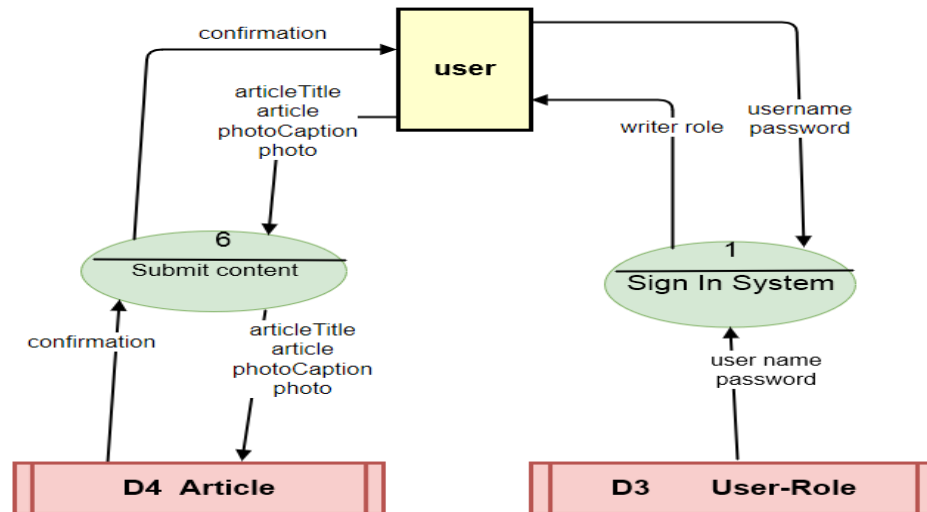 confirmation
user
articleTitle
article
photoCaption
photo
writer role
username
password
6
Submit content
1
Sign In System
confirmation
articleTitle
article
photoCaption
photo
user name
password
D4 Article
D3 User-Role